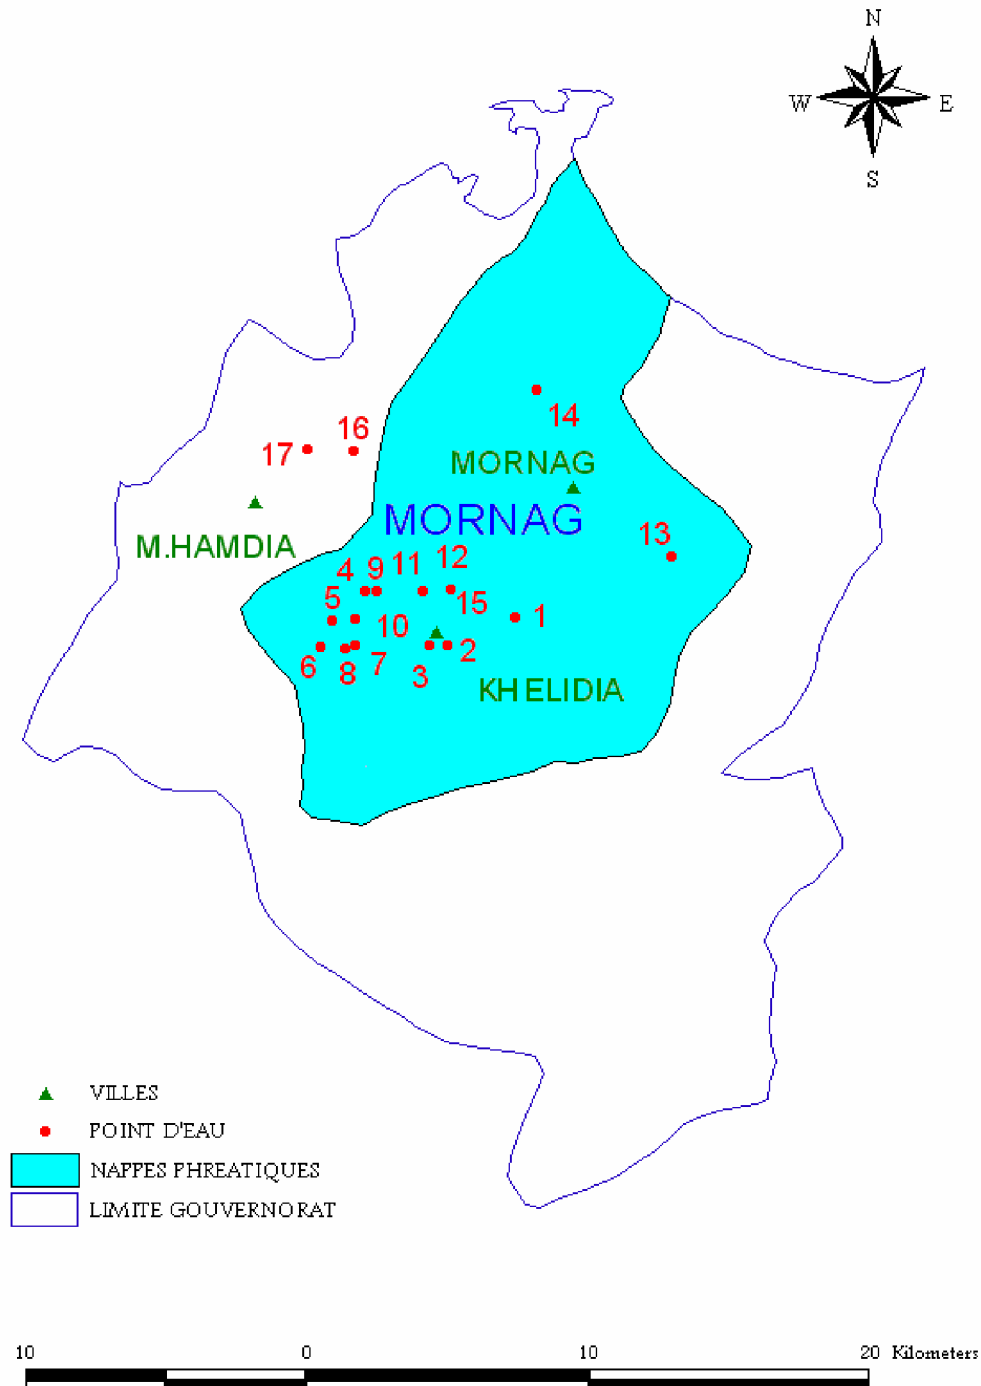 N
W E
S
14
16
17
MORNAG
MORNAG
13
M.HAMDIA
12
4 9 11
5
15
1
10
2
6 8 7 3
KHELIDIA
VILLES
POINT D'EAU
NAPPES PHREATIQUES
LIMITE GOUVERNORAT
10 0 10 20 Kilometers